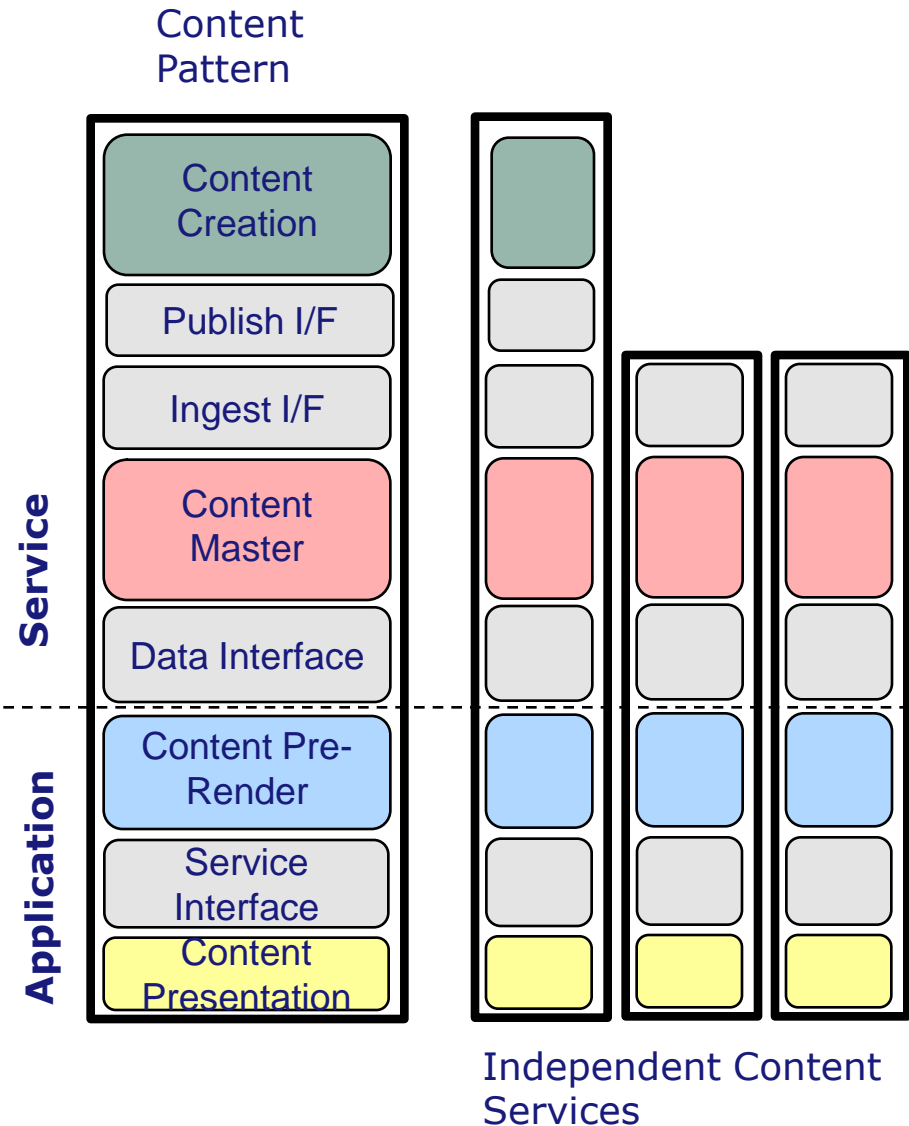 Content
Pattern
Content
Creation
Publish I/F
Ingest I/F
Content
Master
Data Interface
Content Pre-
Render
Service
Interface
Content
Presentation
Service
Application
Independent Content
Services